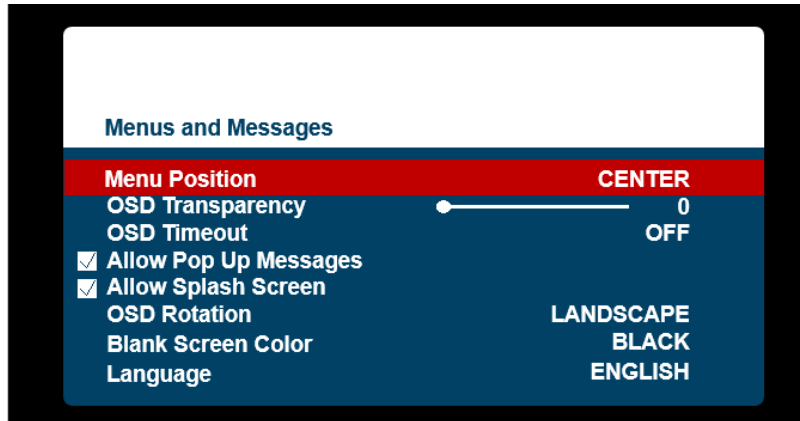 Menus and Messages
Menu Position CENTER
OSD Transparency 0
OSD Timeout OFF
Allow Pop Up Messages
Allow Splash Screen
OSD Rotation LANDSCAPE
Blank Screen Color BLACK
Language ENGLISH